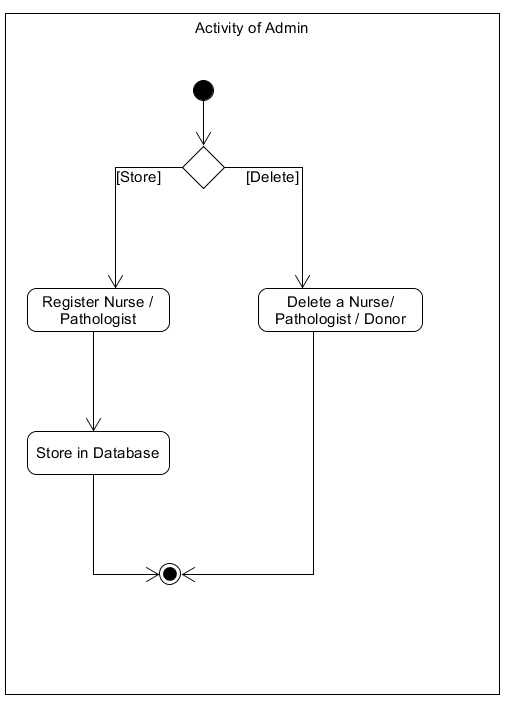 Activity of Admin
[Store]
[Delete]
Register Nurse /
Pathologist
Delete a Nurse/
Pathologist / Donor
Store in Database